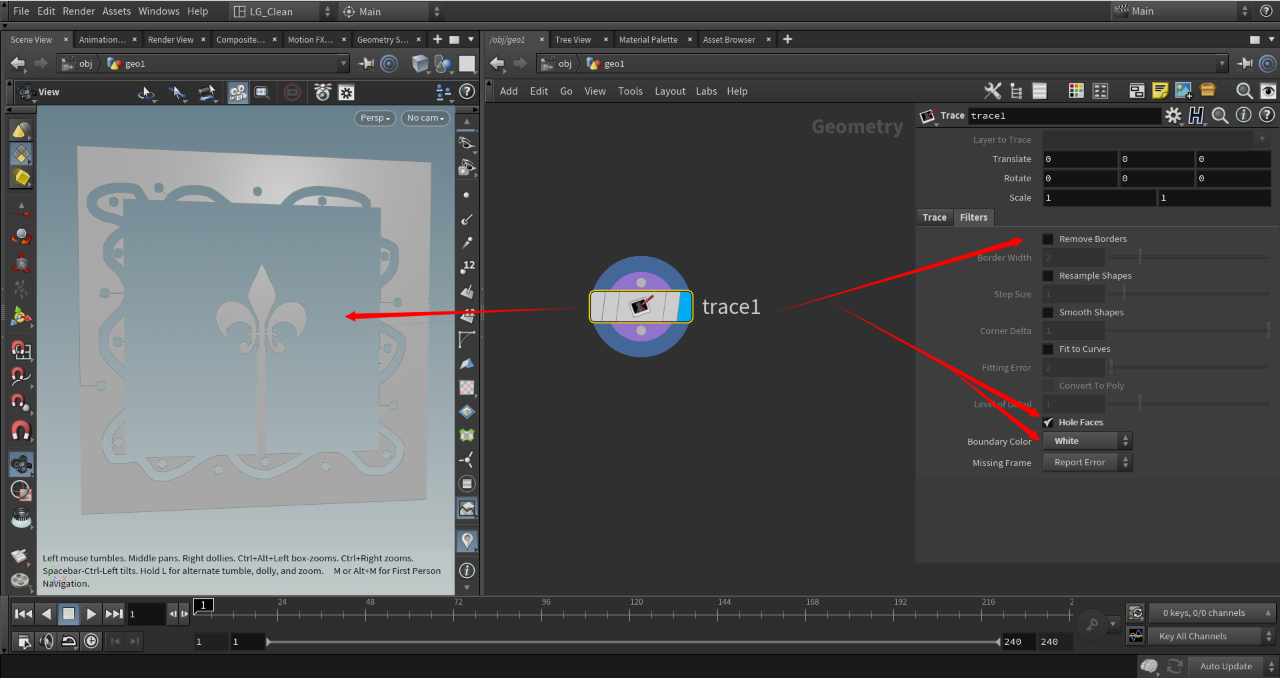 File Edit Render Assets Windows Help LG_Clean Main Main
Scene View Animation... Render View Composite... Motion FX... Geometry S...
/obj/geo1 Tree View Material Palette Asset Browser
obj geo1
obj geo1
View
Add Edit Go View Tools Layout Labs Help
Persp No cam
Geometry
Trace trace1
Layer to Trace
Translate 0 0 0
Rotate 0 0 0
Scale 1 1
Trace Filters
Remove Borders
Border Width 2
Resample Shapes
Step Size 1
Smooth Shapes
Corner Delta 1
Fit to Curves
Fitting Error 2
Convert To Poly
Level of Detail 1
Hole Faces
Boundary Color White
Missing Frame Report Error
trace1
12
12
Left mouse tumbles. Middle pans. Right dollies. Ctrl+Alt+Left box-zooms. Ctrl+Right zooms.
Spacebar-Ctrl-Left tilts. Hold L for alternate tumble, dolly, and zoom. M or Alt+M for First Person
Navigation.
1 1 24 48 72 96 120 144 168 192 216 2
0 keys, 0/0 channels
1 1 240 240
Key All Channels
Auto Update